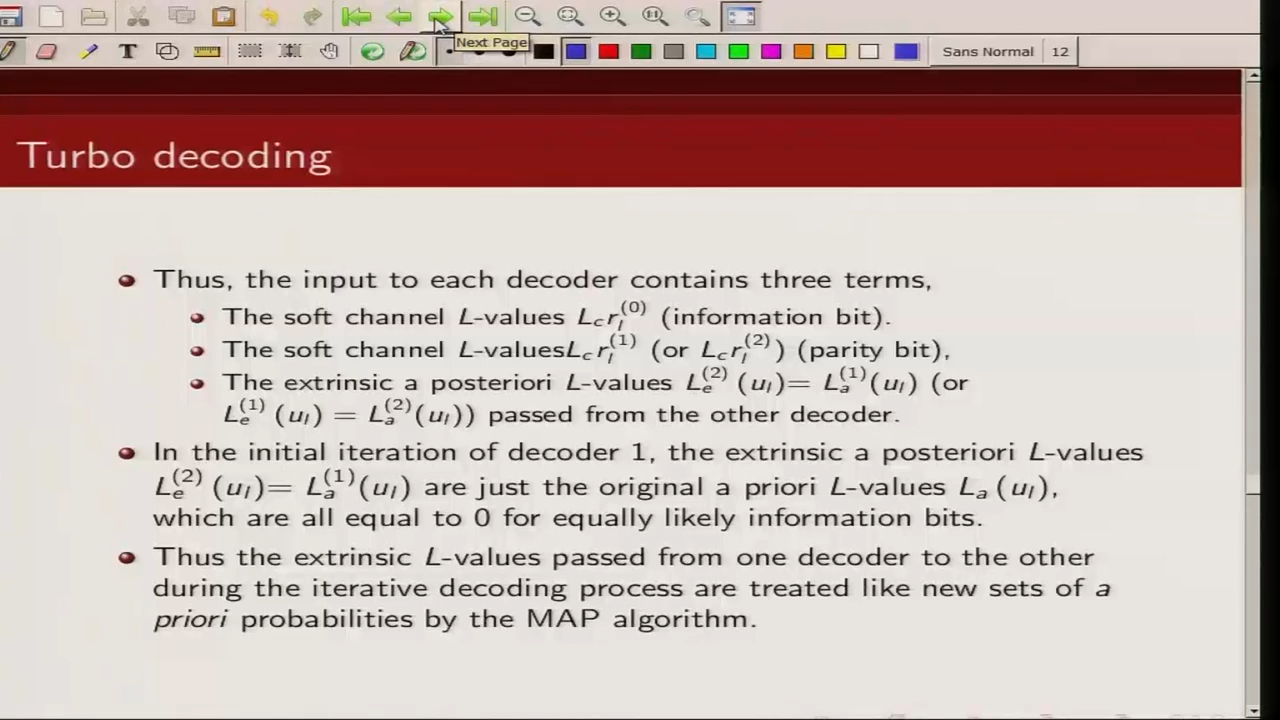 Next Page
T
Sans Normal 12
Turbo decoding
Thus, the input to each decoder contains three terms,
The soft channel L-values L_c r_l^(0) (information bit).
The soft channel L-valuesL_c r_l^(1) (or L_c r_l^(2)) (parity bit),
The extrinsic a posteriori L-values L_e^(2) (u_l)= L_a^(1)(u_l) (or
L_e^(1) (u_l) = L_a^(2)(u_l)) passed from the other decoder.
In the initial iteration of decoder 1, the extrinsic a posteriori L-values
L_e^(2) (u_l)= L_a^(1)(u_l) are just the original a priori L-values L_a (u_l),
which are all equal to 0 for equally likely information bits.
Thus the extrinsic L-values passed from one decoder to the other
during the iterative decoding process are treated like new sets of a
priori probabilities by the MAP algorithm.